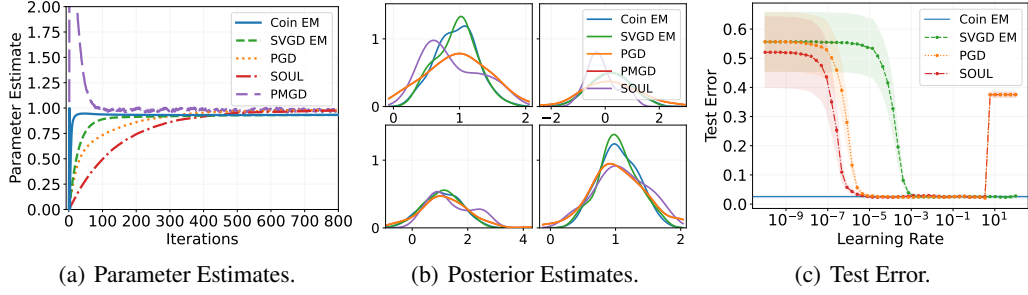 2.00
1.75
1.50
1.25
1.00
0.75
0.50
0.25
0.00
Parameter Estimate
0 100 200 300 400 500 600 700 800
Iterations
Coin EM
SVGD EM
PGD
SOUL
PMGD
(a) Parameter Estimates.
1
0
0 1 2
0
−2 0 2
Coin EM
SVGD EM
PGD
PMGD
SOUL
1
0
0 2 4
0 1 2
(b) Posterior Estimates.
0.6
0.5
0.4
0.3
0.2
0.1
0.0
Test Error
10⁻⁹ 10⁻⁷ 10⁻⁵ 10⁻³ 10⁻¹ 10¹
Learning Rate
Coin EM
SVGD EM
PGD
SOUL
(c) Test Error.